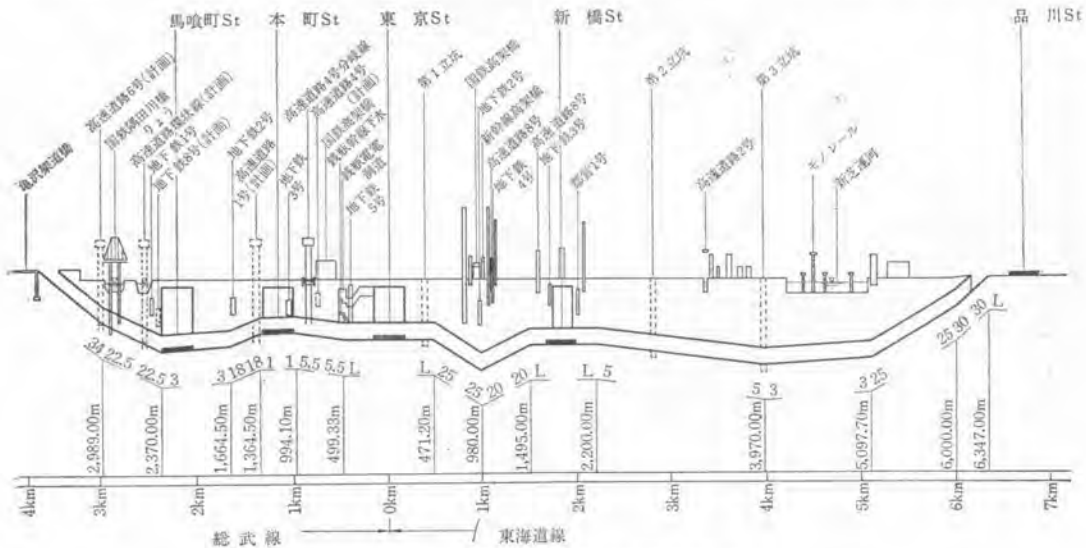 馬喰町St
本町St
東京St
新橋St
品川St
亀沢架道橋
高速道路6号(計画)
国鉄隅田川橋りょう
高速道路環状線(計画)
地下鉄1号
地下鉄8号(計画)
地下鉄2号
高速道路1号(計画)
地下鉄3号
高速道路4号分岐線
高速道路4号(計画)
国鉄高架橋
地下鉄5号
第1立坑
国鉄高架橋
地下鉄2号
新幹線高架橋
高速道路8号
地下鉄4号
高速道路8号
地下鉄3号
都営1号
第2立坑
高速道路2号
第3立坑
モノレール
新芝運河
34 22.5
22.5 3
3 18
18 1
1 5.5
5.5 L
L 25
25 20
20 L
L 5
5 3
3 25
25 30
30 L
2,989.00m
2,370.00m
1,664.50m
1,364.50m
994.10m
499.33m
471.20m
980.00m
1,495.00m
2,200.00m
3,970.00m
5,097.70m
6,000.00m
6,347.00m
4km
3km
2km
1km
0km
1km
2km
3km
4km
5km
6km
7km
総武線
東海道線